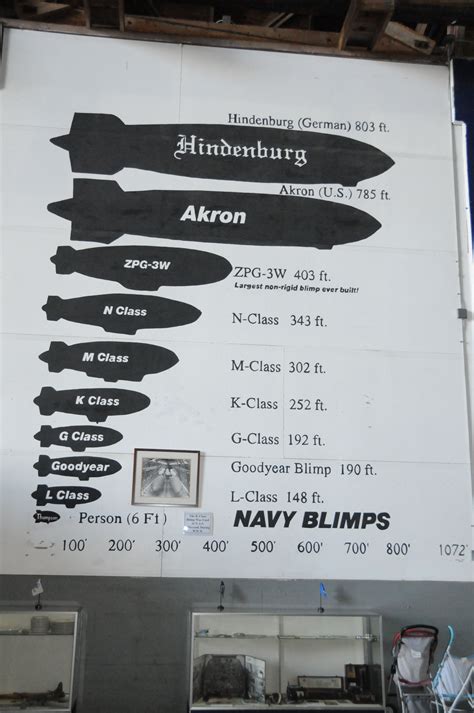 Hindenburg (German) 803 ft.
Hindenburg
Akron (U.S.) 785 ft.
Akron
ZPG-3W
ZPG-3W 403 ft.
Largest non-rigid blimp ever built!
N Class
N-Class 343 ft.
M Class
M-Class 302 ft.
K Class
K-Class 252 ft.
G Class
G-Class 192 ft.
Goodyear
Goodyear Blimp 190 ft.
L Class
L-Class 148 ft.
Person (6 Ft)
NAVY BLIMPS
100' 200' 300' 400' 500' 600' 700' 800' 1072'